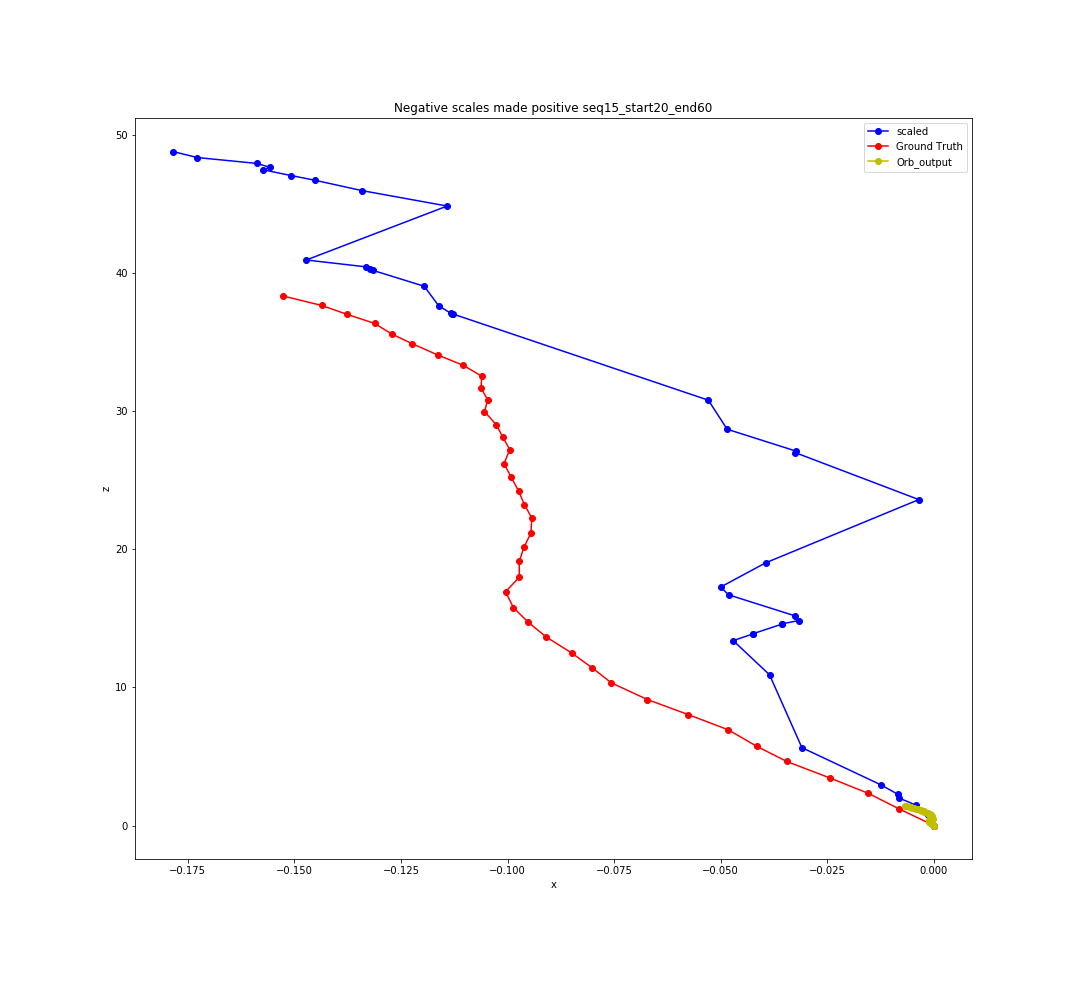 Negative scales made positive seq15_start20_end60
scaled
Ground Truth
Orb_output
50
40
30
20
10
0
z
−0.175 −0.150 −0.125 −0.100 −0.075 −0.050 −0.025 0.000
x